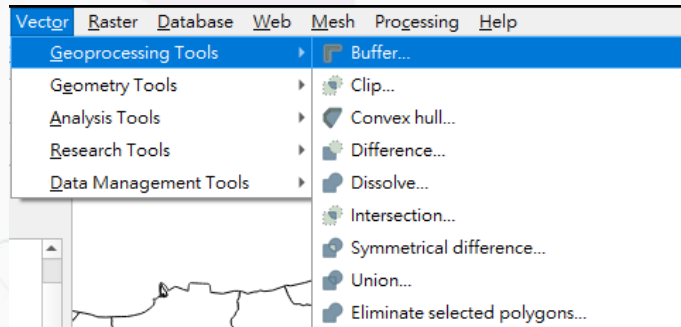 Vector Raster Database Web Mesh Processing Help
Geoprocessing Tools
Geometry Tools
Analysis Tools
Research Tools
Data Management Tools
Buffer...
Clip...
Convex hull...
Difference...
Dissolve...
Intersection...
Symmetrical difference...
Union...
Eliminate selected polygons...